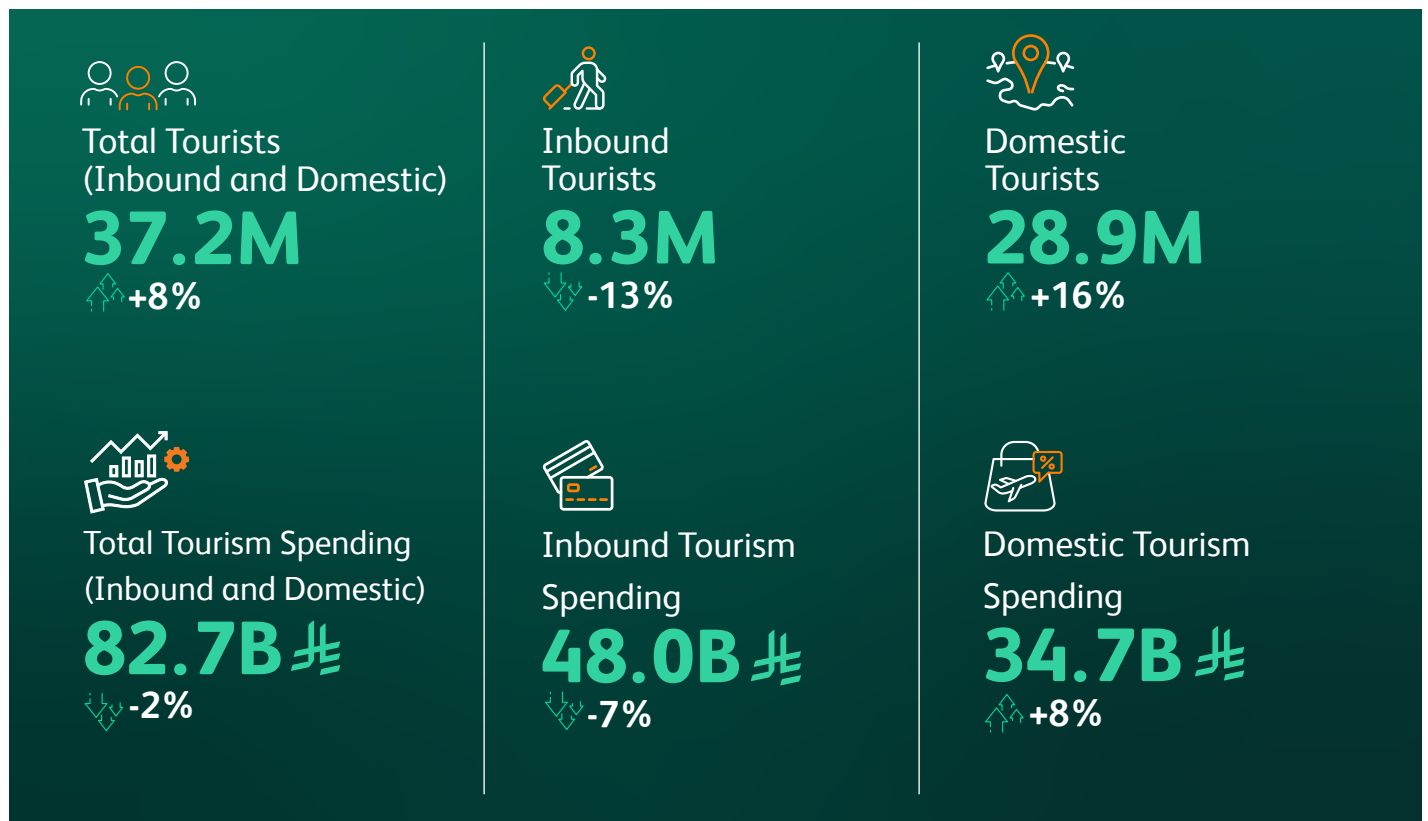 Total Tourists
(Inbound and Domestic)
37.2M
+8%
Inbound
Tourists
8.3M
-13%
Domestic
Tourists
28.9M
+16%
Total Tourism Spending
(Inbound and Domestic)
82.7B
-2%
Inbound Tourism
Spending
48.0B
-7%
%
Domestic Tourism
Spending
34.7B
+8%